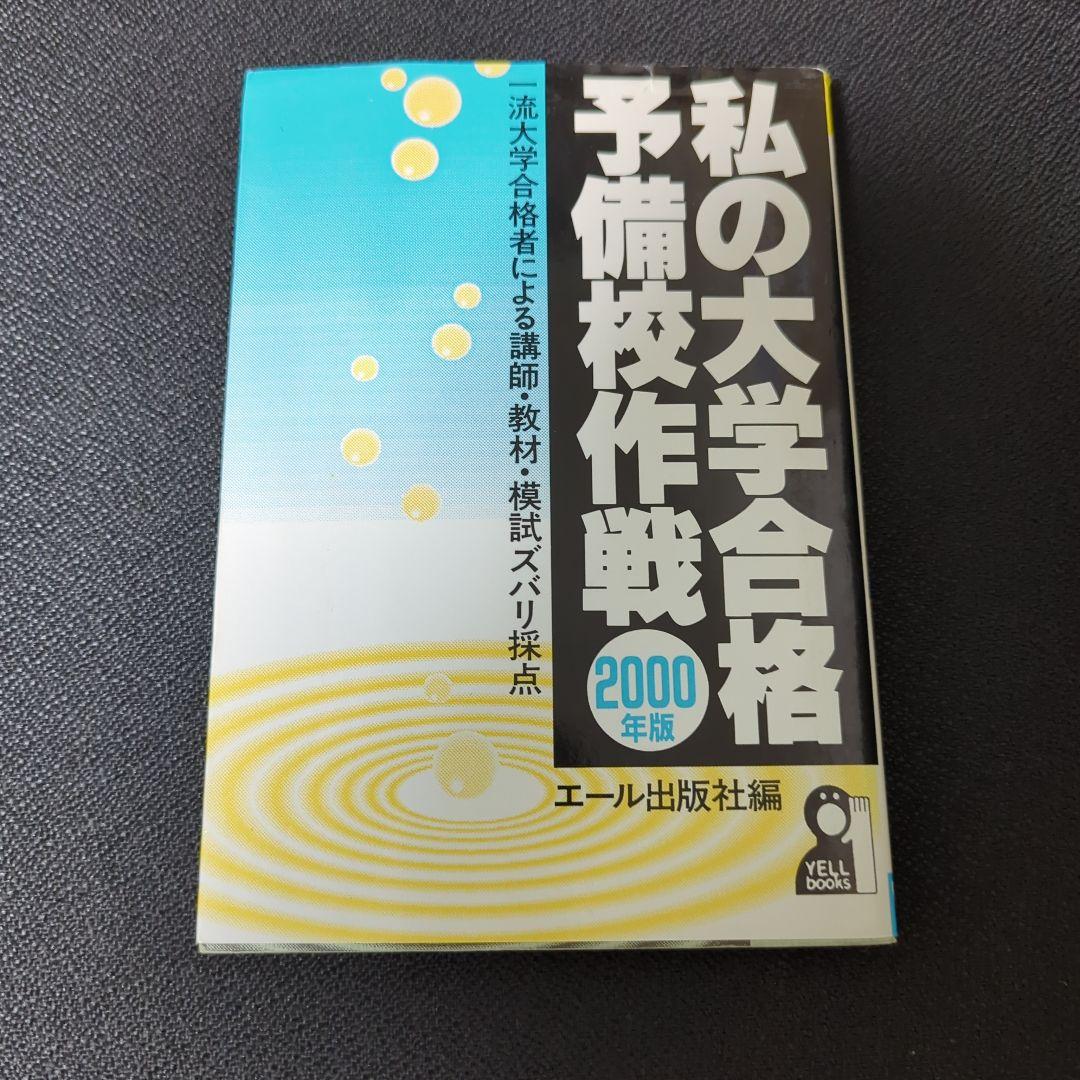 私の大学合格
予備校作戦
2000
年版
一流大学合格者による講師・教材・模試ズバリ採点
エール出版社編
YELL
books